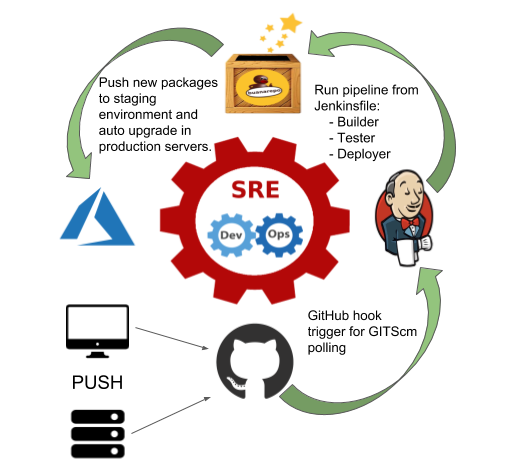 Push new packages
to staging
environment and
auto upgrade in
production servers.
Run pipeline from
Jenkinsfile:
- Builder
- Tester
- Deployer
SRE
Dev
Ops
GitHub hook
trigger for GITScm
polling
PUSH